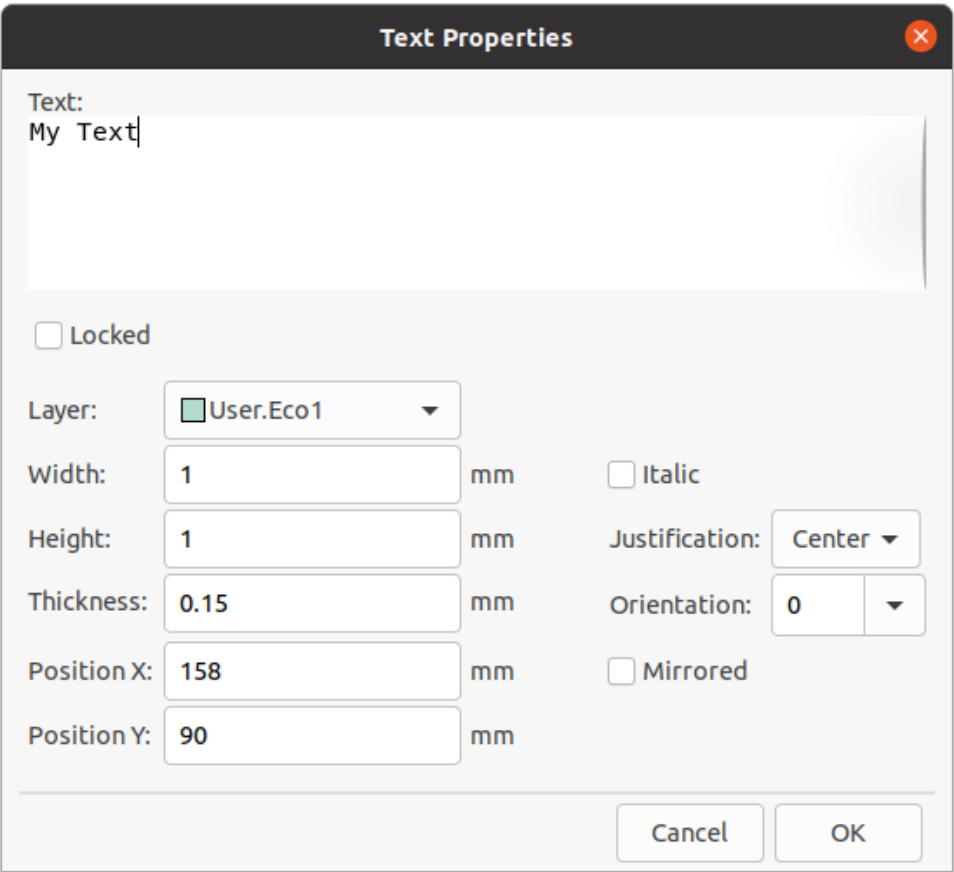 Text Properties
Text:
My Text
Locked
Layer: User.Eco1
Width: 1 mm Italic
Height: 1 mm Justification: Center
Thickness: 0.15 mm Orientation: 0
Position X: 158 mm Mirrored
Position Y: 90 mm
Cancel OK